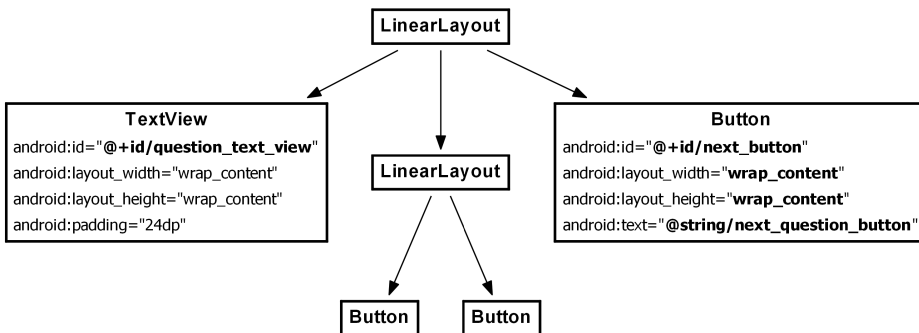 LinearLayout
TextView
android:id="@+id/question_text_view"
android:layout_width="wrap_content"
android:layout_height="wrap_content"
android:padding="24dp"
LinearLayout
Button
android:id="@+id/next_button"
android:layout_width="wrap_content"
android:layout_height="wrap_content"
android:text="@string/next_question_button"
Button
Button